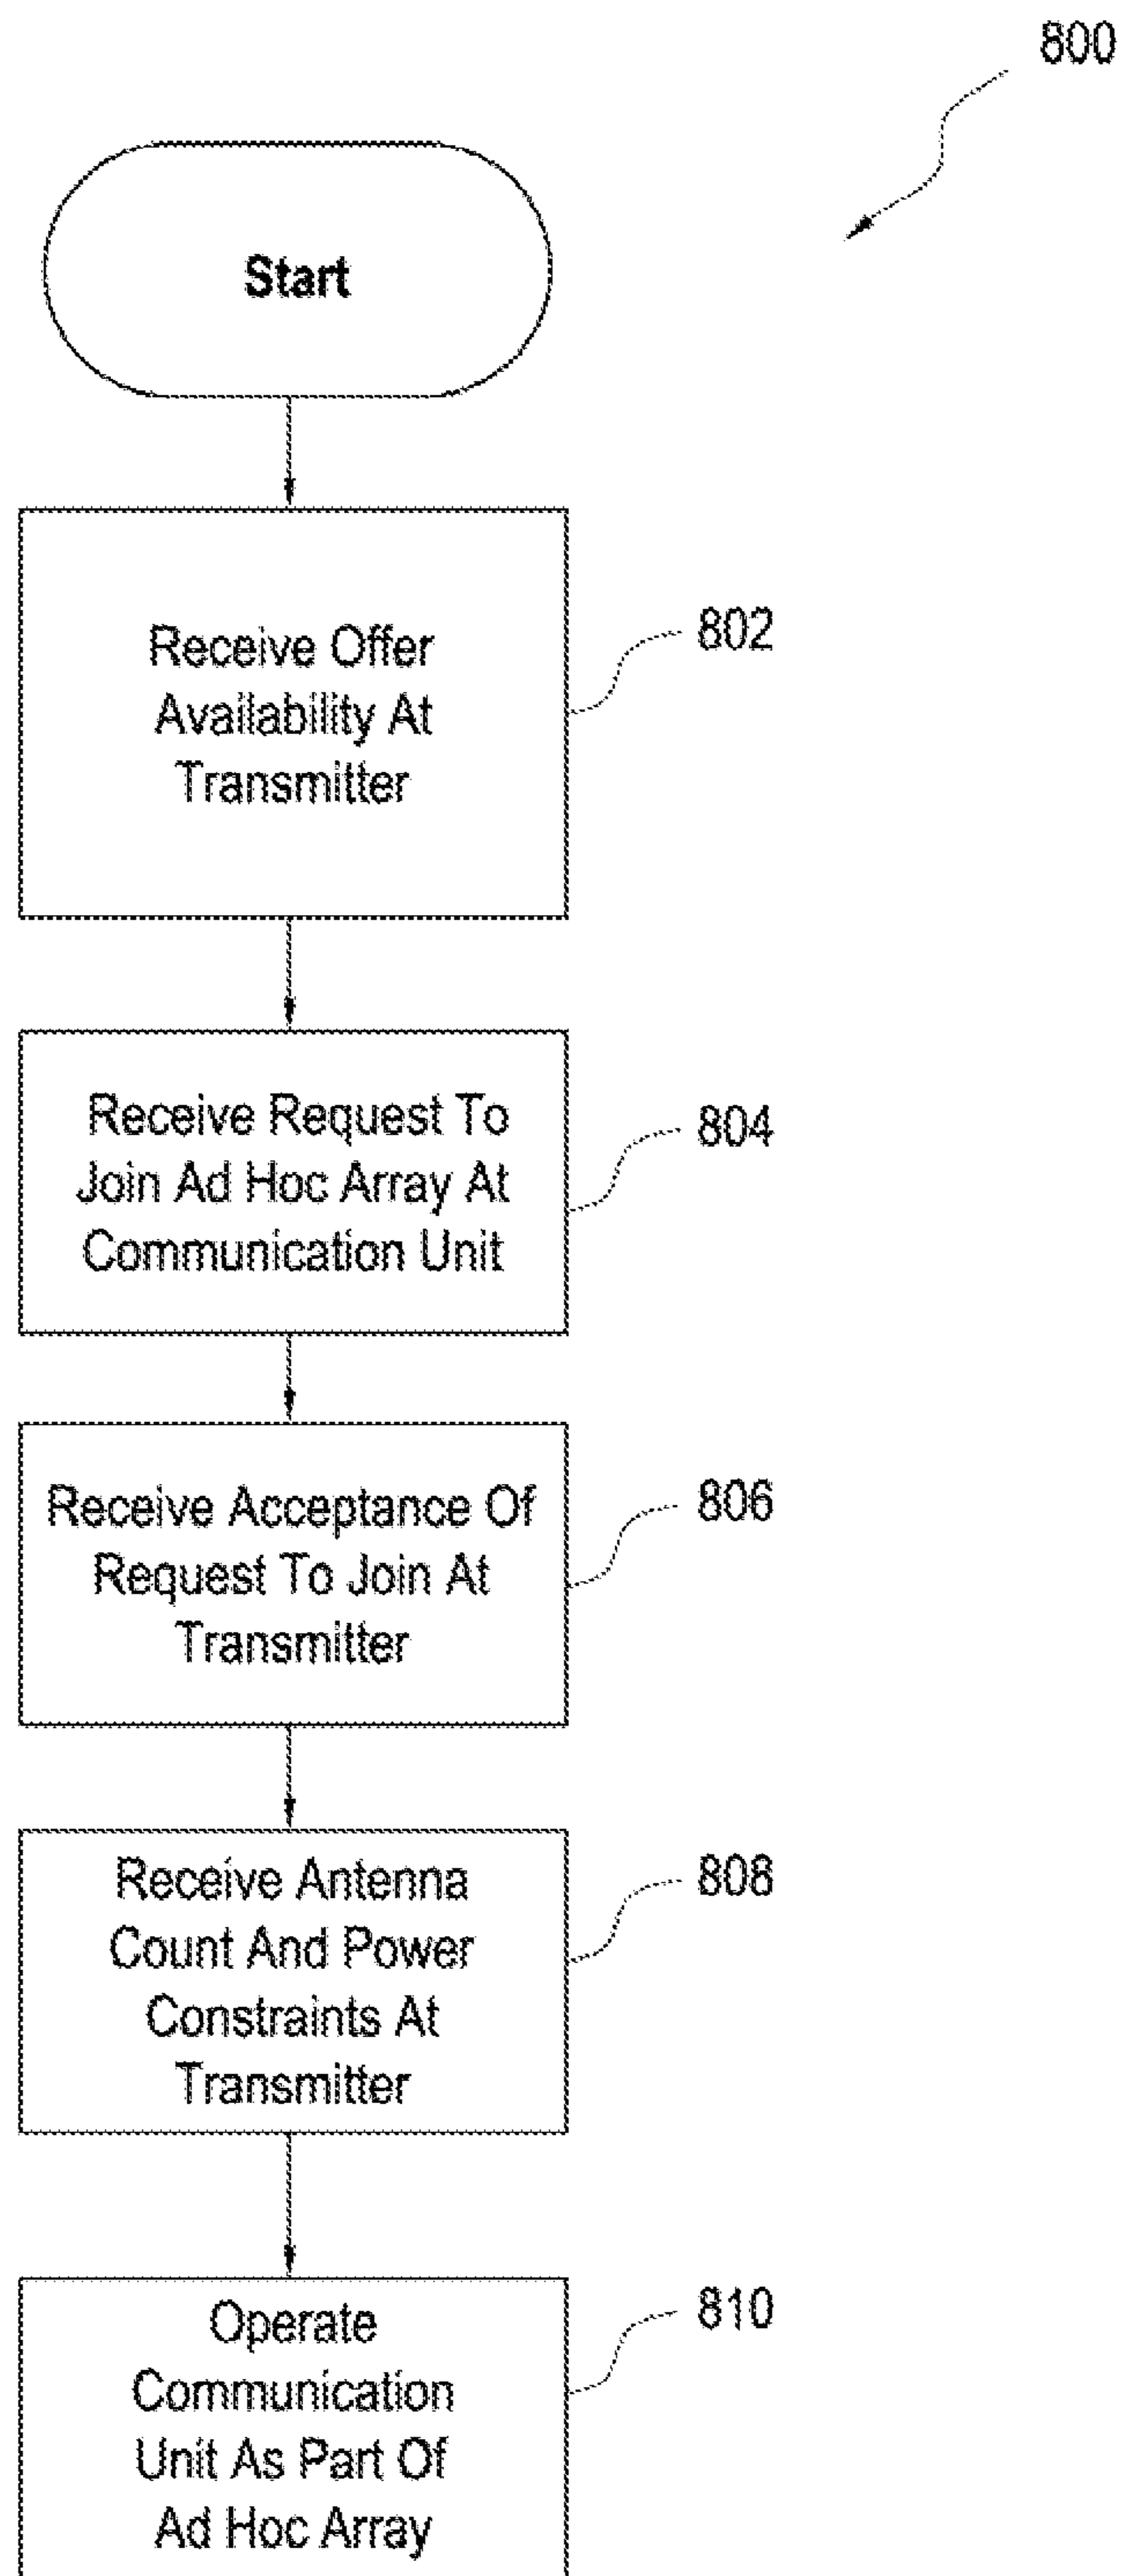 800
Start
Receive Offer
Availability At
Transmitter
802
Receive Request To
Join Ad Hoc Array At
Communication Unit
804
Receive Acceptance Of
Request To Join At
Transmitter
806
Receive Antenna
Count And Power
Constraints At
Transmitter
808
Operate
Communication
Unit As Part Of
Ad Hoc Array
810